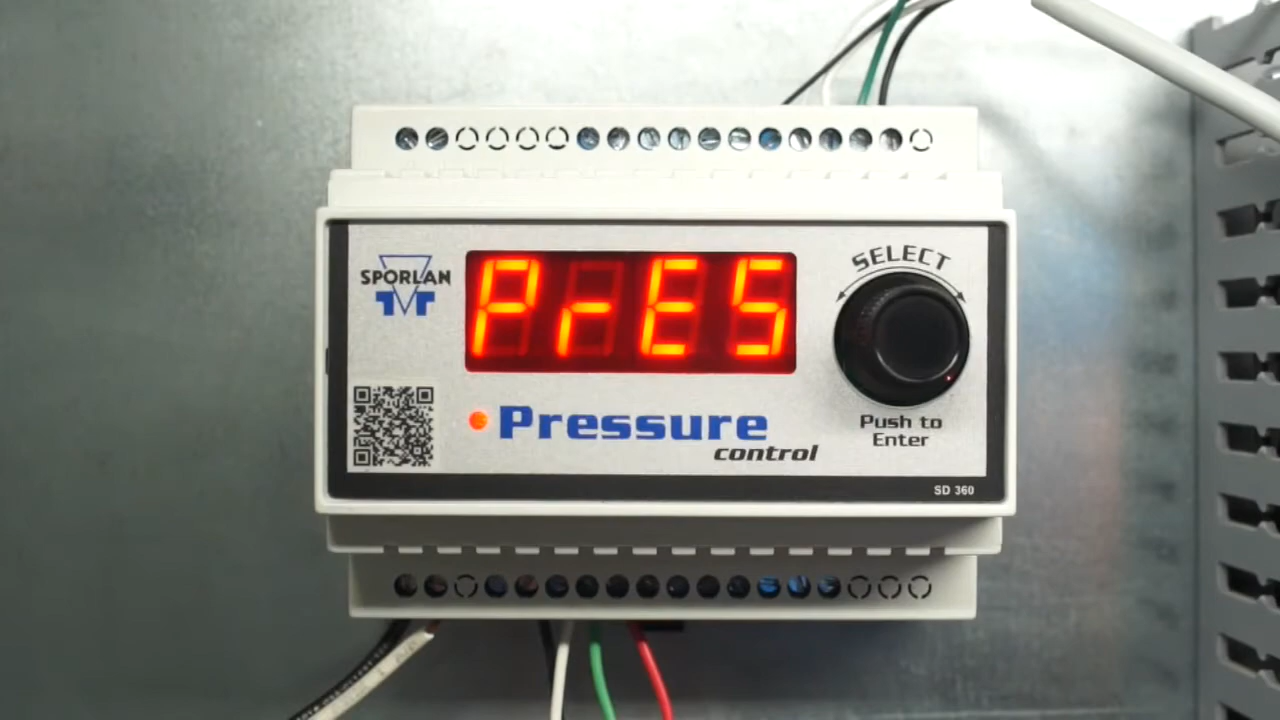 SELECT
SPORLAN
PrES
Pressure
control
Push to
Enter
SD 360